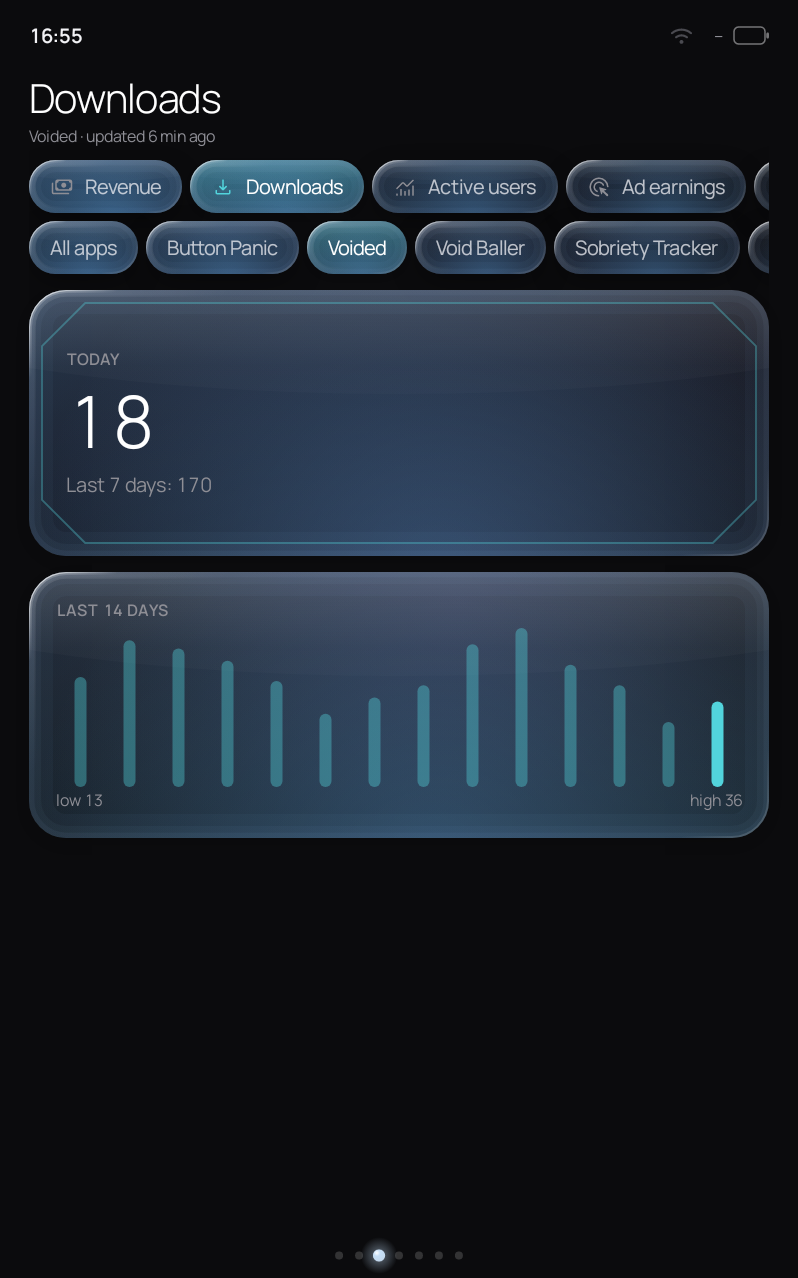 16:55
–
Downloads
Voided · updated 6 min ago
Revenue Downloads Active users Ad earnings
All apps Button Panic Voided Void Baller Sobriety Tracker
TODAY
18
Last 7 days: 170
LAST 14 DAYS
low 13 high 36